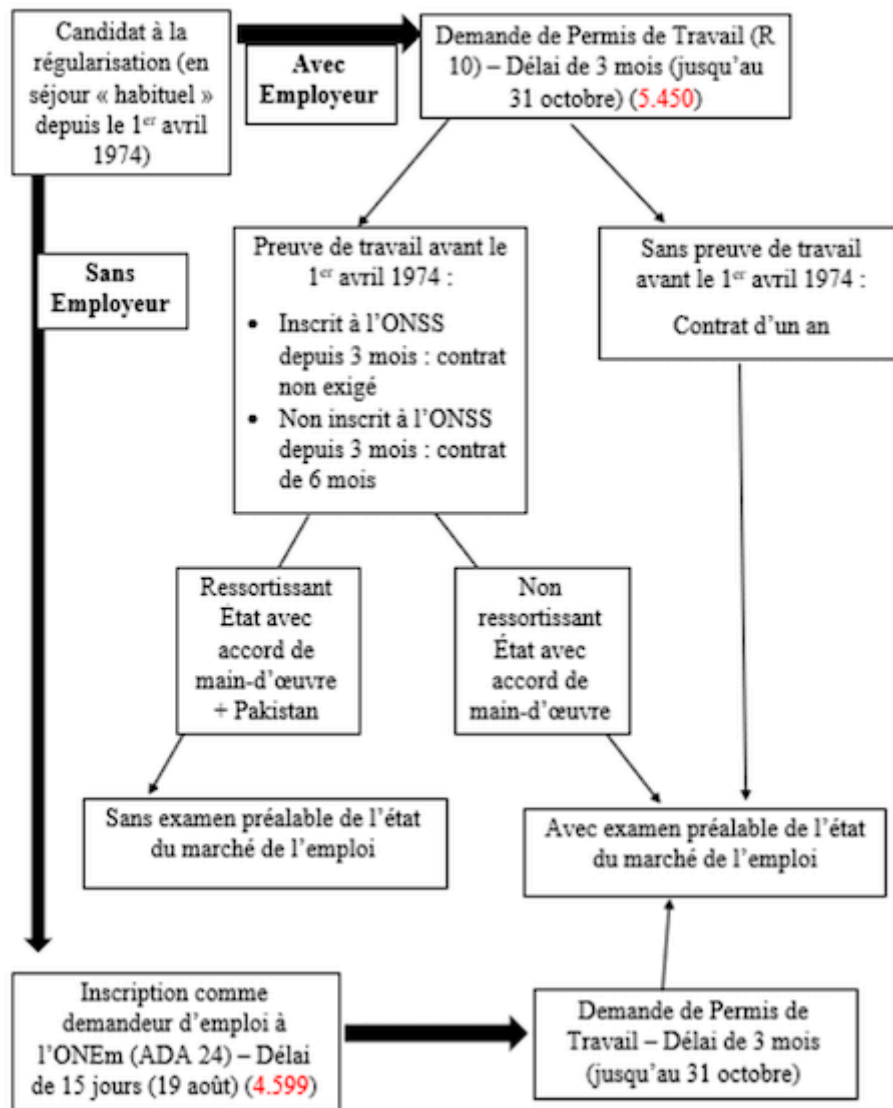 Candidat à la
régularisation (en
séjour « habituel »
depuis le 1er avril
1974)
Avec
Employeur
Demande de Permis de Travail (R
10) – Délai de 3 mois (jusqu’au
31 octobre) (5.450)
Sans
Employeur
Preuve de travail avant le
1er avril 1974 :
• Inscrit à l’ONSS
depuis 3 mois : contrat
non exigé
• Non inscrit à l’ONSS
depuis 3 mois : contrat
de 6 mois
Sans preuve de travail
avant le 1er avril 1974 :
Contrat d’un an
Ressortissant
État avec
accord de
main-d’œuvre
+ Pakistan
Non
ressortissant
État avec
accord de
main-d’œuvre
Sans examen préalable de l’état
du marché de l’emploi
Avec examen préalable de l’état
du marché de l’emploi
Inscription comme
demandeur d’emploi à
l’ONEm (ADA 24) – Délai
de 15 jours (19 août) (4.599)
Demande de Permis de
Travail – Délai de 3 mois
(jusqu’au 31 octobre)